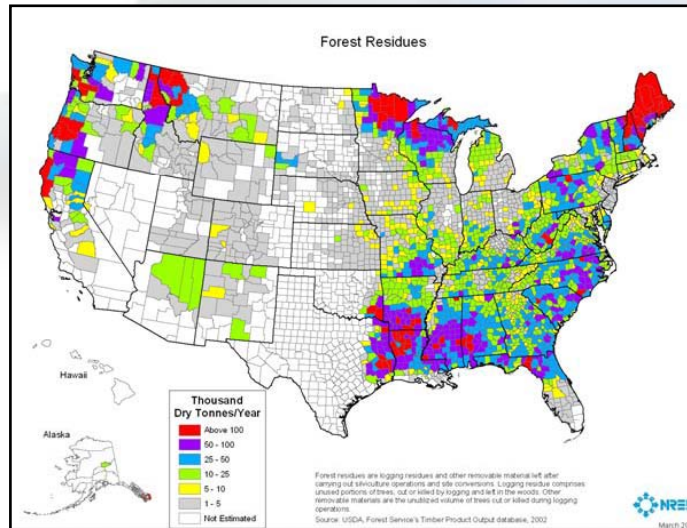 Forest Residues
Hawaii
Alaska
Thousand
Dry Tonnes/Year
Above 100
50 - 100
25 - 50
10 - 25
5 - 10
1 - 5
Not Estimated
Forest residues are logging residues and other removable material left after
carrying out silviculture operations and site conversions. Logging residue comprises
unused portions of trees, cut or killed by logging and left in the woods. Other
removable materials are the unutilized volume of trees cut or killed during logging
operations.
Source: USDA, Forest Service's Timber Product Output database, 2002
NREL